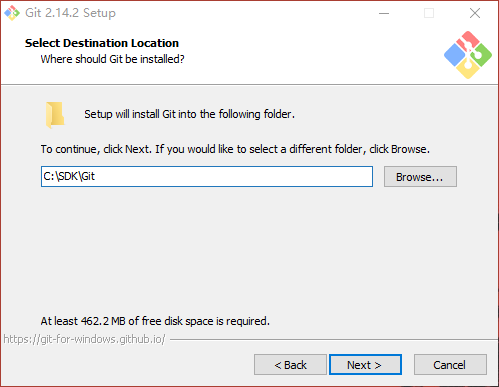 Git 2.14.2 Setup
Select Destination Location
Where should Git be installed?
Setup will install Git into the following folder.
To continue, click Next. If you would like to select a different folder, click Browse.
C:\SDK\Git
Browse...
At least 462.2 MB of free disk space is required.
https://git-for-windows.github.io/
< Back
Next >
Cancel